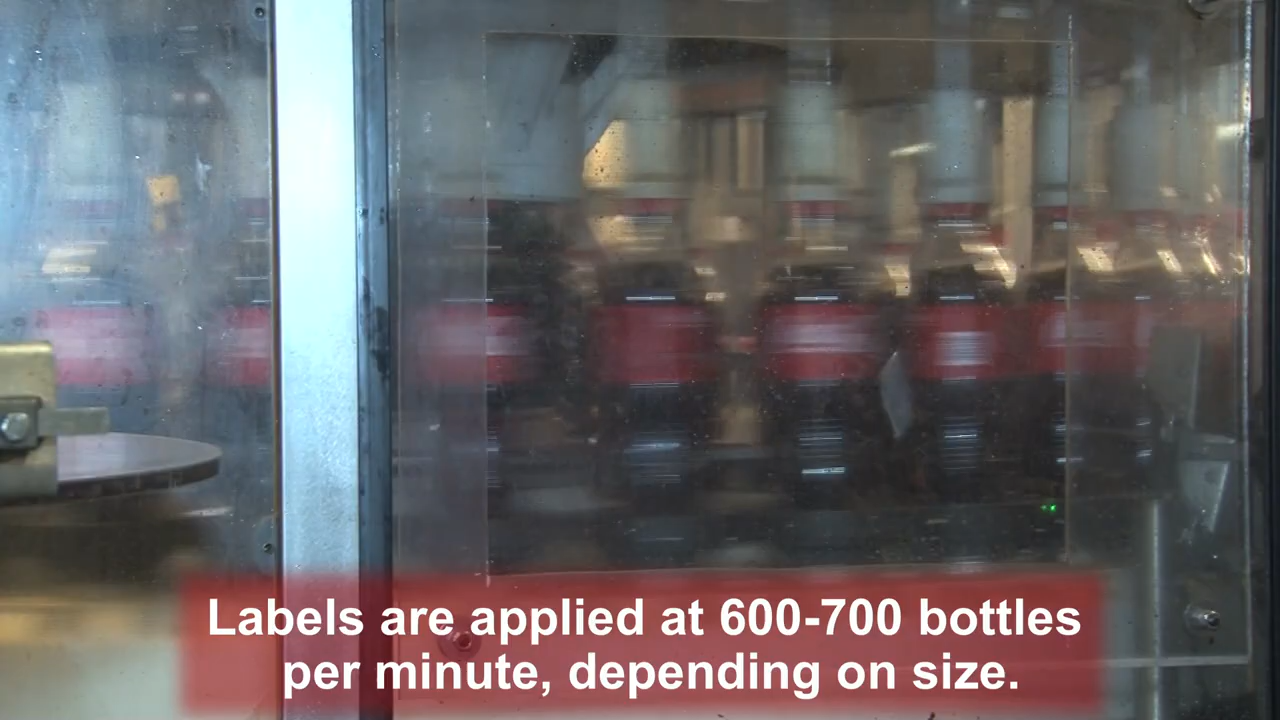 Labels are applied at 600-700 bottles
per minute, depending on size.